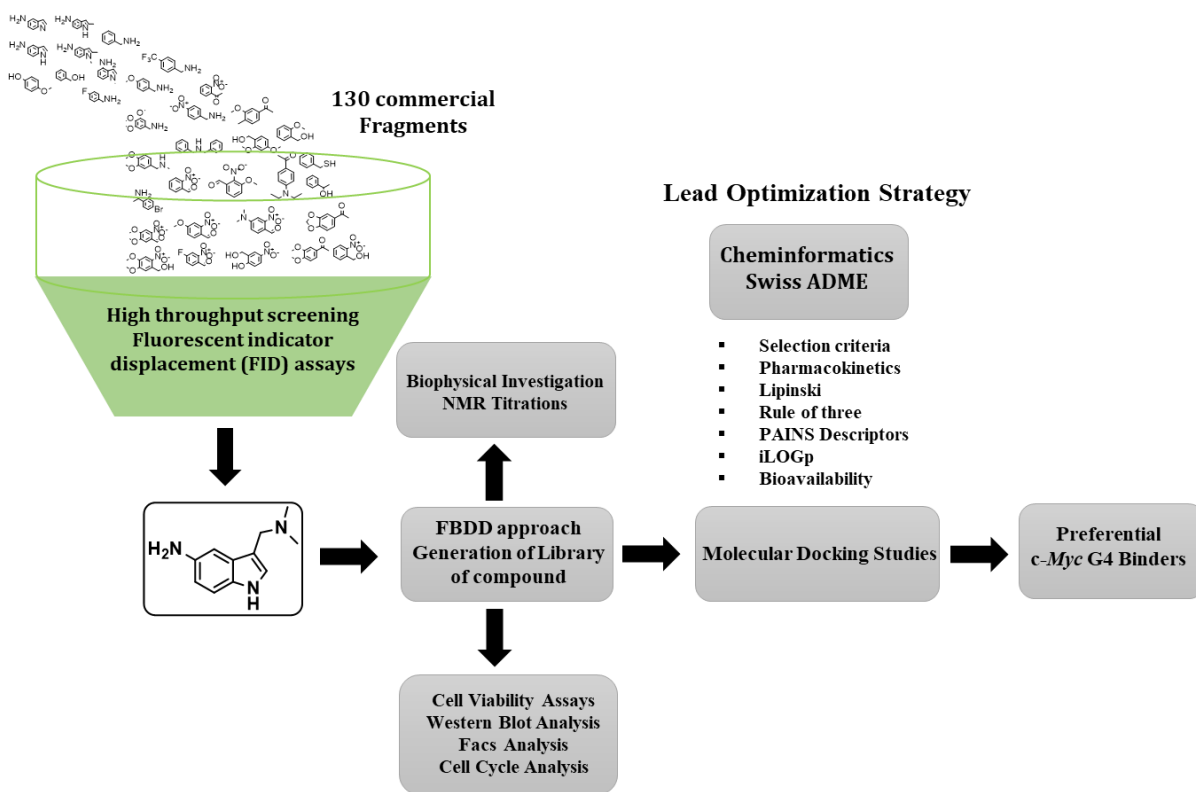 130 commercial
Fragments
High throughput screening
Fluorescent indicator
displacement (FID) assays
H₂N
N
N
H
Biophysical Investigation
NMR Titrations
FBDD approach
Generation of Library
of compound
Cell Viability Assays
Western Blot Analysis
Facs Analysis
Cell Cycle Analysis
Lead Optimization Strategy
Cheminformatics
Swiss ADME
▪ Selection criteria
▪ Pharmacokinetics
▪ Lipinski
▪ Rule of three
▪ PAINS Descriptors
▪ iLOGp
▪ Bioavailability
Molecular Docking Studies
Preferential
c-Myc G4 Binders